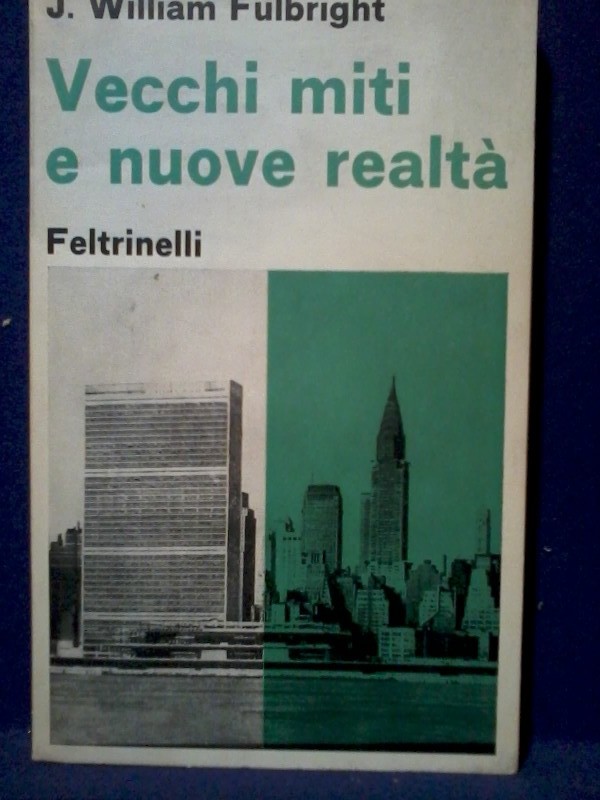 J. William Fulbright
Vecchi miti
e nuove realtà
Feltrinelli